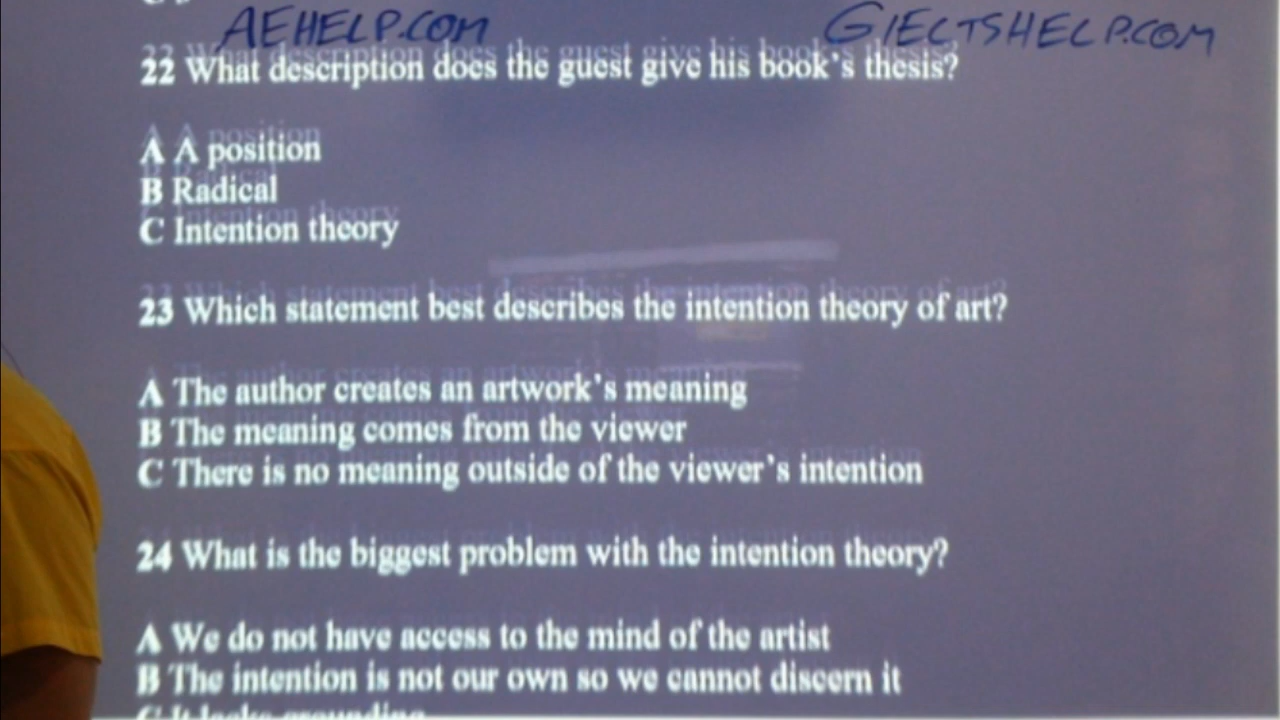 AEHELP.COM
GIELTSHELP.COM
22 What description does the guest give his book's thesis?
A A position
B Radical
C Intention theory
23 Which statement best describes the intention theory of art?
A The author creates an artwork's meaning
B The meaning comes from the viewer
C There is no meaning outside of the viewer's intention
24 What is the biggest problem with the intention theory?
A We do not have access to the mind of the artist
B The intention is not our own so we cannot discern it
C It lacks grounding